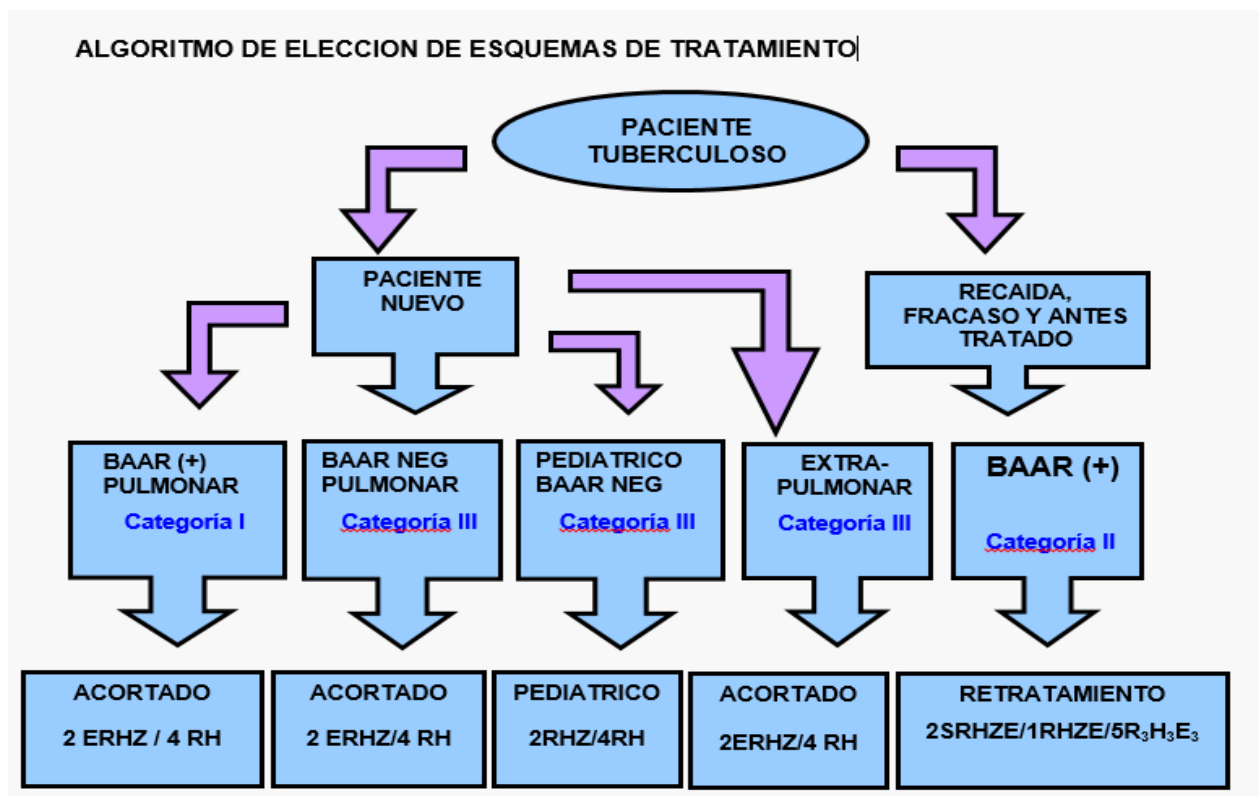 ALGORITMO DE ELECCION DE ESQUEMAS DE TRATAMIENTO
PACIENTE
TUBERCULOSO
PACIENTE
NUEVO
RECAIDA,
FRACASO Y ANTES
TRATADO
BAAR (+)
PULMONAR
Categoría I
BAAR NEG
PULMONAR
Categoría III
PEDIATRICO
BAAR NEG
Categoría III
EXTRA-
PULMONAR
Categoría III
BAAR (+)
Categoría II
ACORTADO
2 ERHZ / 4 RH
ACORTADO
2 ERHZ/4 RH
PEDIATRICO
2RHZ/4RH
ACORTADO
2ERHZ/4 RH
RETRATAMIENTO
2SRHZE/1RHZE/5R₃H₃E₃